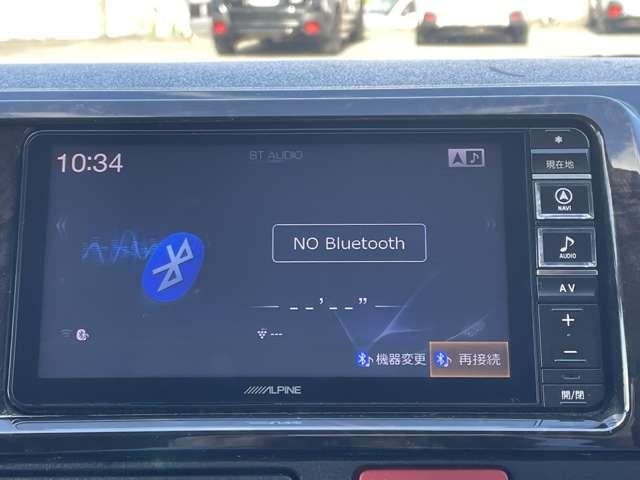 10:34
BT AUDIO
現在地
NAVI
NO Bluetooth
AUDIO
AV
--'--"
---
+
-
機器変更
再接続
ALPINE
開/閉